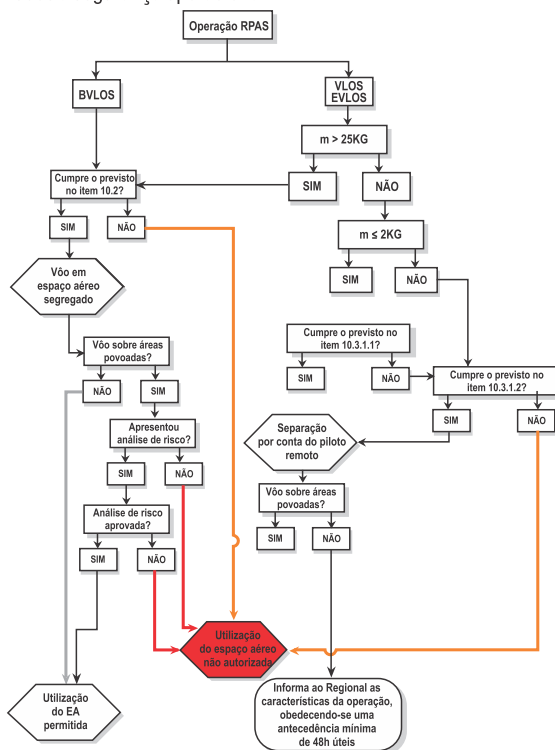 Operação RPAS
BVLOS
VLOS
EVLOS
m > 25KG
Cumpre o previsto
no item 10.2?
SIM
NÃO
SIM
NÃO
m ≤ 2KG
Vôo em
espaço aéreo
segregado
SIM
NÃO
Vôo sobre áreas
povoadas?
Cumpre o previsto no
item 10.3.1.1?
NÃO
SIM
SIM
NÃO
Cumpre o previsto no
item 10.3.1.2?
Apresentou
análise de risco?
Separação
por conta do piloto
remoto
SIM
NÃO
SIM
NÃO
Vôo sobre áreas
povoadas?
Análise de risco
aprovada?
SIM
NÃO
SIM
NÃO
Utilização
do espaço aéreo
não autorizada
Utilização
do EA
permitida
Informa ao Regional as
características da operação,
obedecendo-se uma
antecedência mínima
de 48h úteis